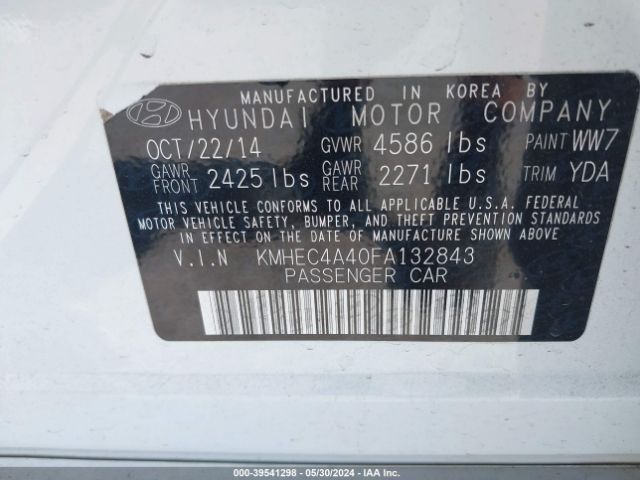 MANUFACTURED IN KOREA BY
HYUNDAI MOTOR COMPANY
OCT/22/14 GVWR 4586 lbs PAINT WW7
GAWR FRONT 2425 lbs GAWR REAR 2271 lbs TRIM YDA
THIS VEHICLE CONFORMS TO ALL APPLICABLE U.S.A. FEDERAL
MOTOR VEHICLE SAFETY, BUMPER, AND THEFT PREVENTION STANDARDS
IN EFFECT ON THE DATE OF MANUFACTURE SHOWN ABOVE
V.I.N KMHEC4A40FA132843
PASSENGER CAR
000-39541298 - 05/30/2024 - IAA Inc.